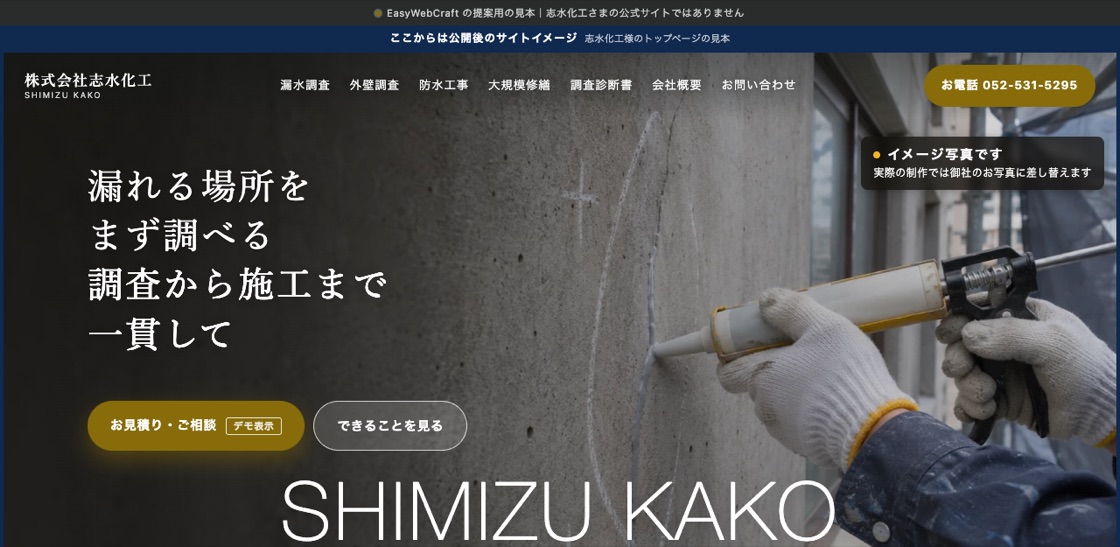 EasyWebCraft の提案用の見本｜志水化工さまの公式サイトではありません
ここからは公開後のサイトイメージ 志水化工様のトップページの見本
株式会社志水化工
SHIMIZU KAKO
漏水調査 外壁調査 防水工事 大規模修繕 調査診断書 会社概要 お問い合わせ
お電話 052-531-5295
イメージ写真です
実際の制作では御社のお写真に差し替えます
漏れる場所を
まず調べる
調査から施工まで
一貫して
お見積り・ご相談 デモ表示
できることを見る
SHIMIZU KAKO